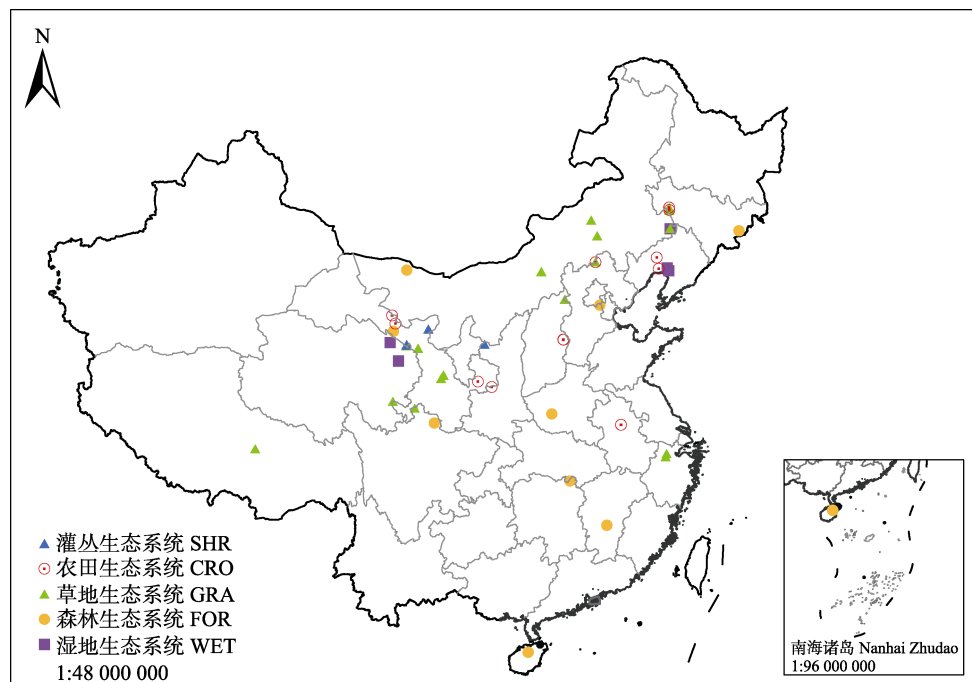 N
灌丛生态系统 SHR
农田生态系统 CRO
草地生态系统 GRA
森林生态系统 FOR
湿地生态系统 WET
1:48 000 000
南海诸岛 Nanhai Zhudao
1:96 000 000